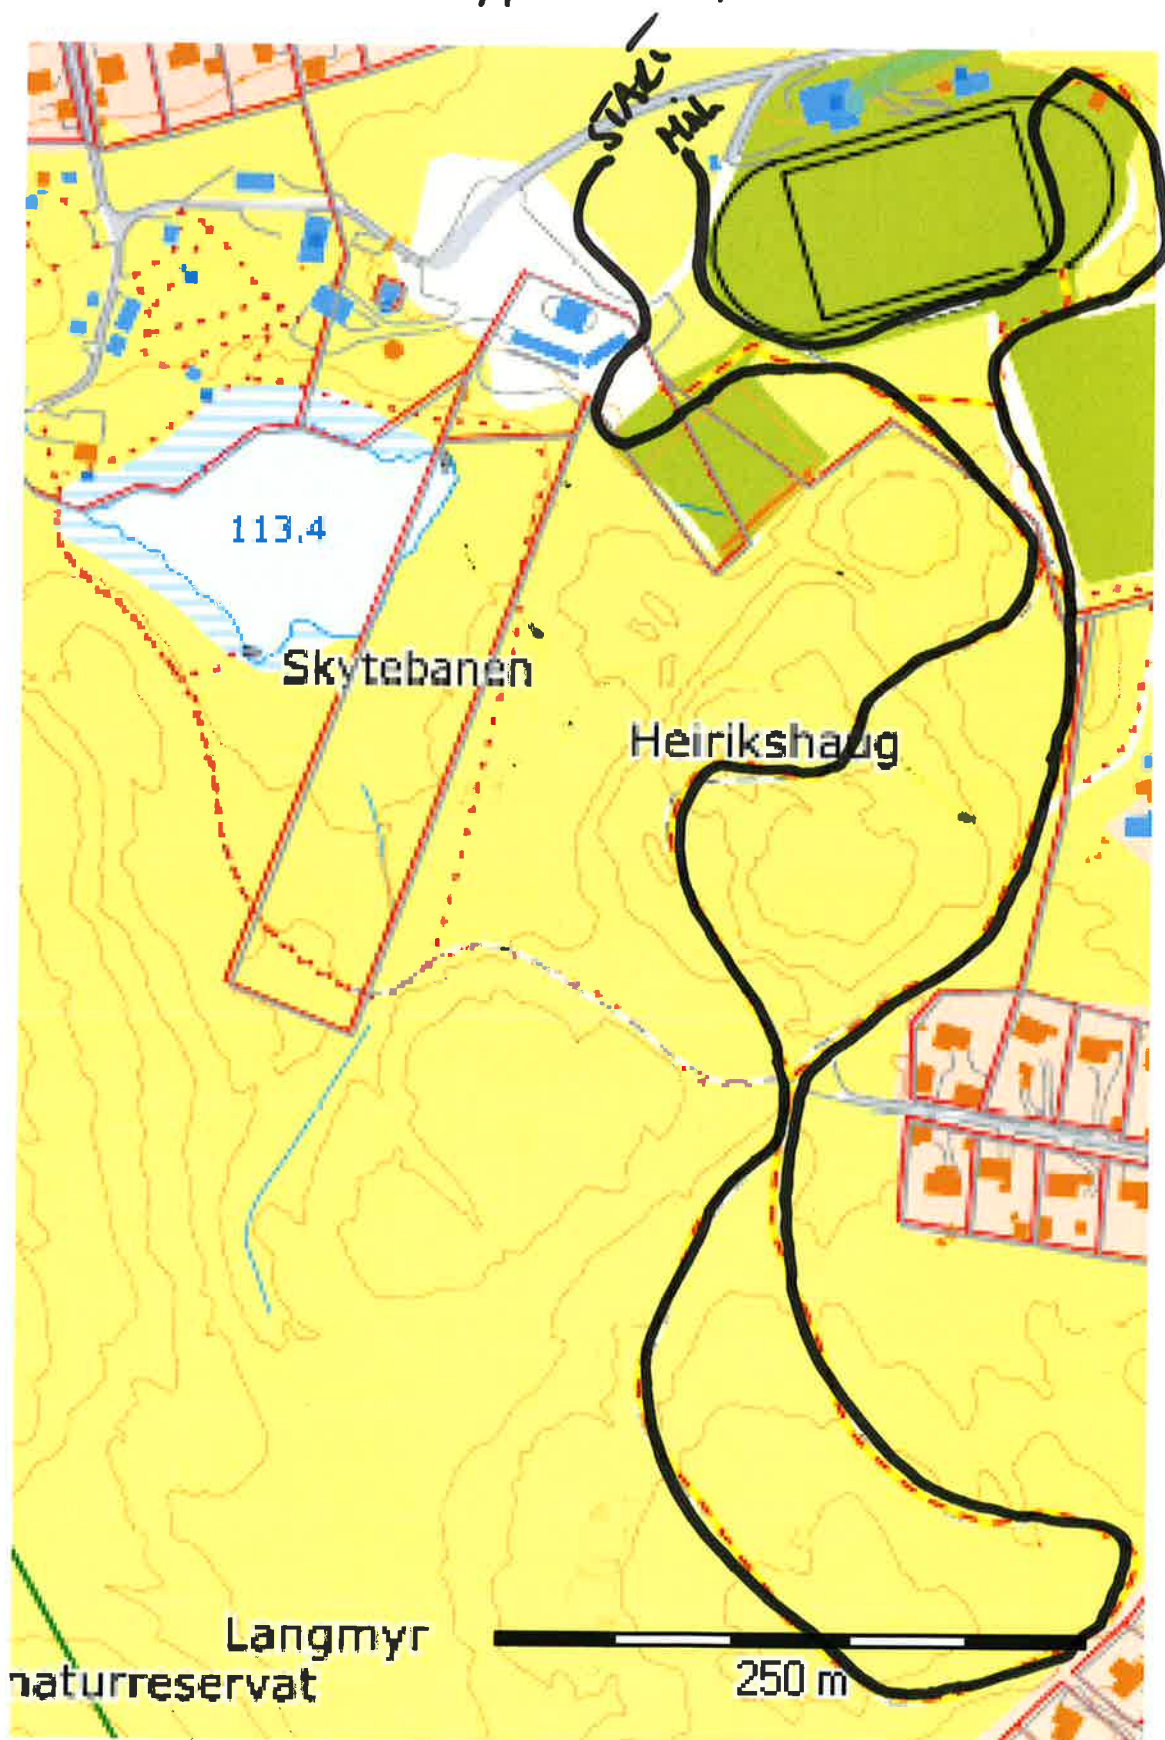 START
MÅL
113.4
Skytebanen
Heirikshaug
Langmyr
naturreservat
250 m